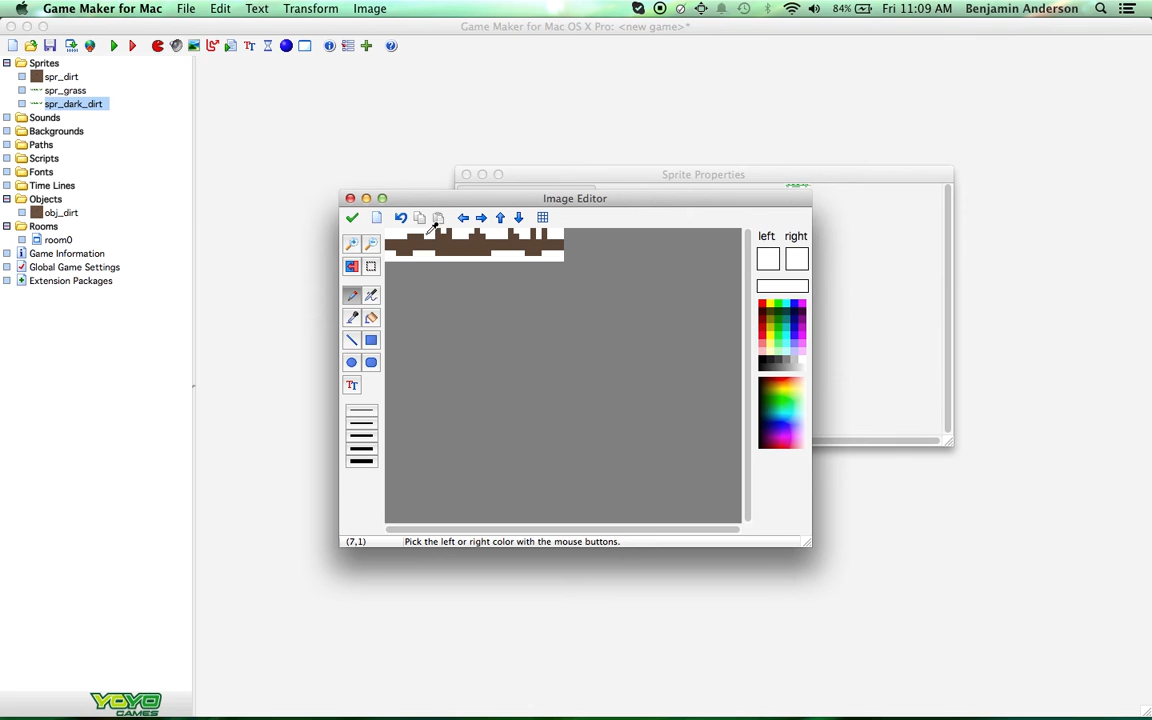 Game Maker for Mac File Edit Text Transform Image 84% Fri 11:09 AM Benjamin Anderson
Game Maker for Mac OS X Pro: <new game>*
Sprites
spr_dirt
spr_grass
spr_dark_dirt
Sounds
Backgrounds
Paths
Scripts
Fonts
Time Lines
Objects
obj_dirt
Rooms
room0
Game Information
Global Game Settings
Extension Packages
Sprite Properties
Image Editor
left right
(7,1) Pick the left or right color with the mouse buttons.
YOYO
GAMES